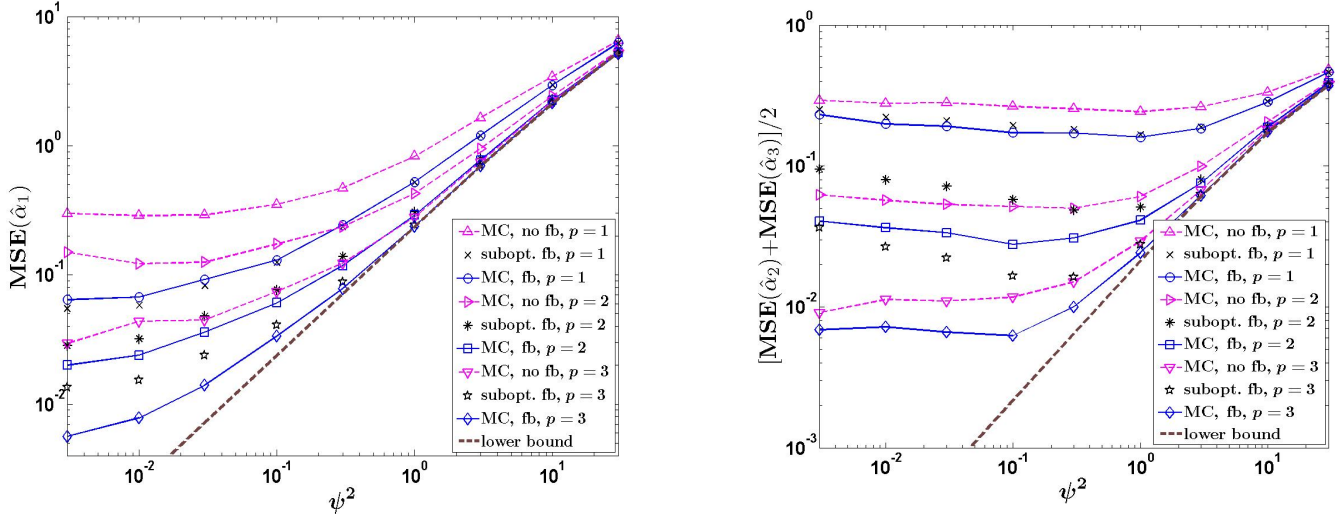 10^1
10^0
10^{-1}
10^{-2}
MSE(α̂_1)
10^{-2} 10^{-1} 10^0 10^1
ψ^2
MC, no fb, p = 1
subopt. fb, p = 1
MC, fb, p = 1
MC, no fb, p = 2
subopt. fb, p = 2
MC, fb, p = 2
MC, no fb, p = 3
subopt. fb, p = 3
MC, fb, p = 3
lower bound
10^0
10^{-1}
10^{-2}
10^{-3}
[MSE(α̂_2)+MSE(α̂_3)]/2
10^{-2} 10^{-1} 10^0 10^1
ψ^2
MC, no fb, p = 1
subopt. fb, p = 1
MC, fb, p = 1
MC, no fb, p = 2
subopt. fb, p = 2
MC, fb, p = 2
MC, no fb, p = 3
subopt. fb, p = 3
MC, fb, p = 3
lower bound